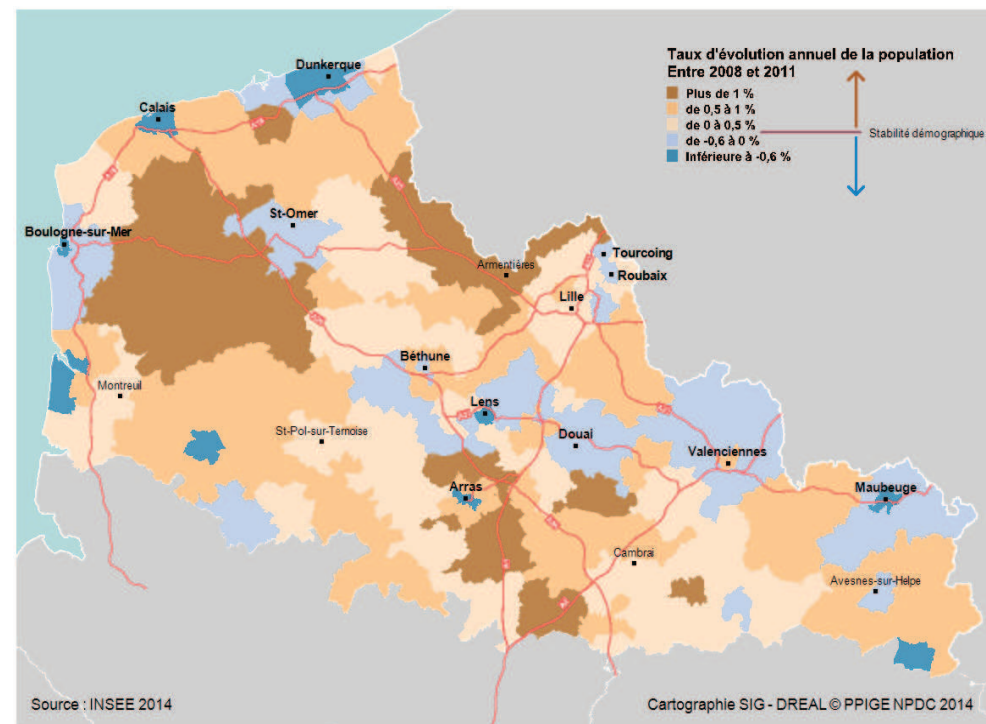 Taux d'évolution annuel de la population
Entre 2008 et 2011
Plus de 1 %
de 0,5 à 1 %
de 0 à 0,5 %
de -0,6 à 0 %
Inférieure à -0,6 %
Stabilité démographique
Dunkerque
Calais
St-Omer
Boulogne-sur-Mer
Tourcoing
Armentières
Roubaix
Lille
Béthune
Montreuil
Lens
St-Pol-sur-Ternoise
Douai
Valenciennes
Arras
Maubeuge
Cambrai
Avesnes-sur-Helpe
Source : INSEE 2014
Cartographie SIG - DREAL © PPIGE NPDC 2014